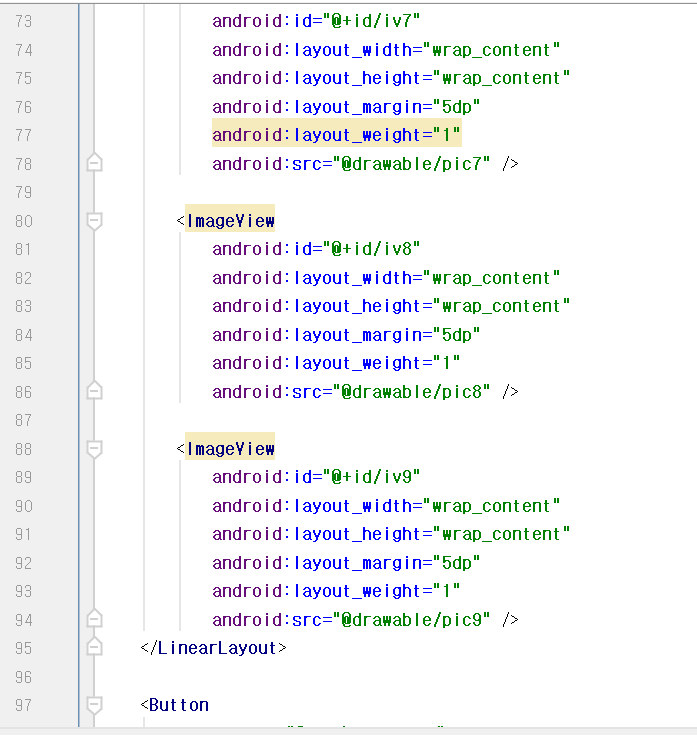 73 android:id="@+id/iv7"
74 android:layout_width="wrap_content"
75 android:layout_height="wrap_content"
76 android:layout_margin="5dp"
77 android:layout_weight="1"
78 android:src="@drawable/pic7" />
79
80 <ImageView
81 android:id="@+id/iv8"
82 android:layout_width="wrap_content"
83 android:layout_height="wrap_content"
84 android:layout_margin="5dp"
85 android:layout_weight="1"
86 android:src="@drawable/pic8" />
87
88 <ImageView
89 android:id="@+id/iv9"
90 android:layout_width="wrap_content"
91 android:layout_height="wrap_content"
92 android:layout_margin="5dp"
93 android:layout_weight="1"
94 android:src="@drawable/pic9" />
95 </LinearLayout>
96
97 <Button